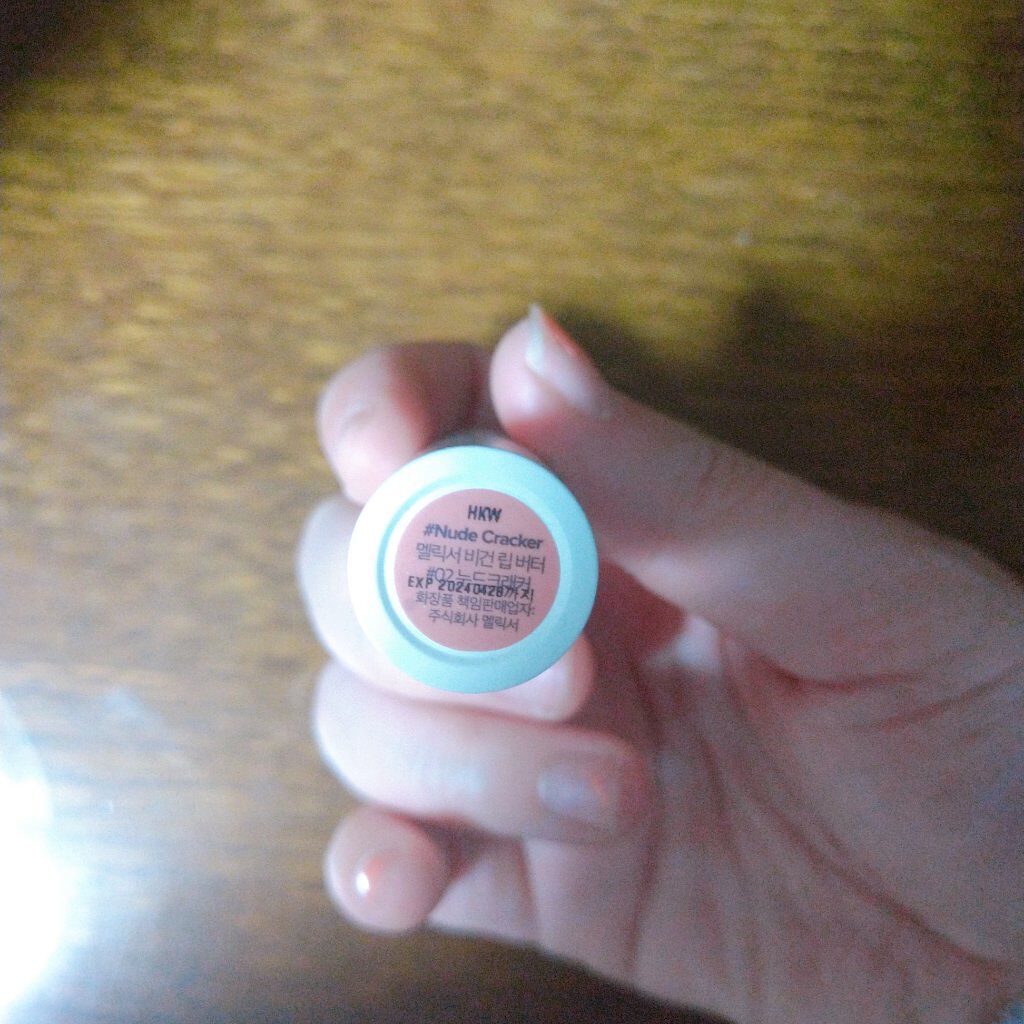 HKW
#Nude Cracker
멜릭서 비건 립 버터
#02 누드크래커
EXP 20240428까지
화장품 책임판매업자:
주식회사 멜릭서